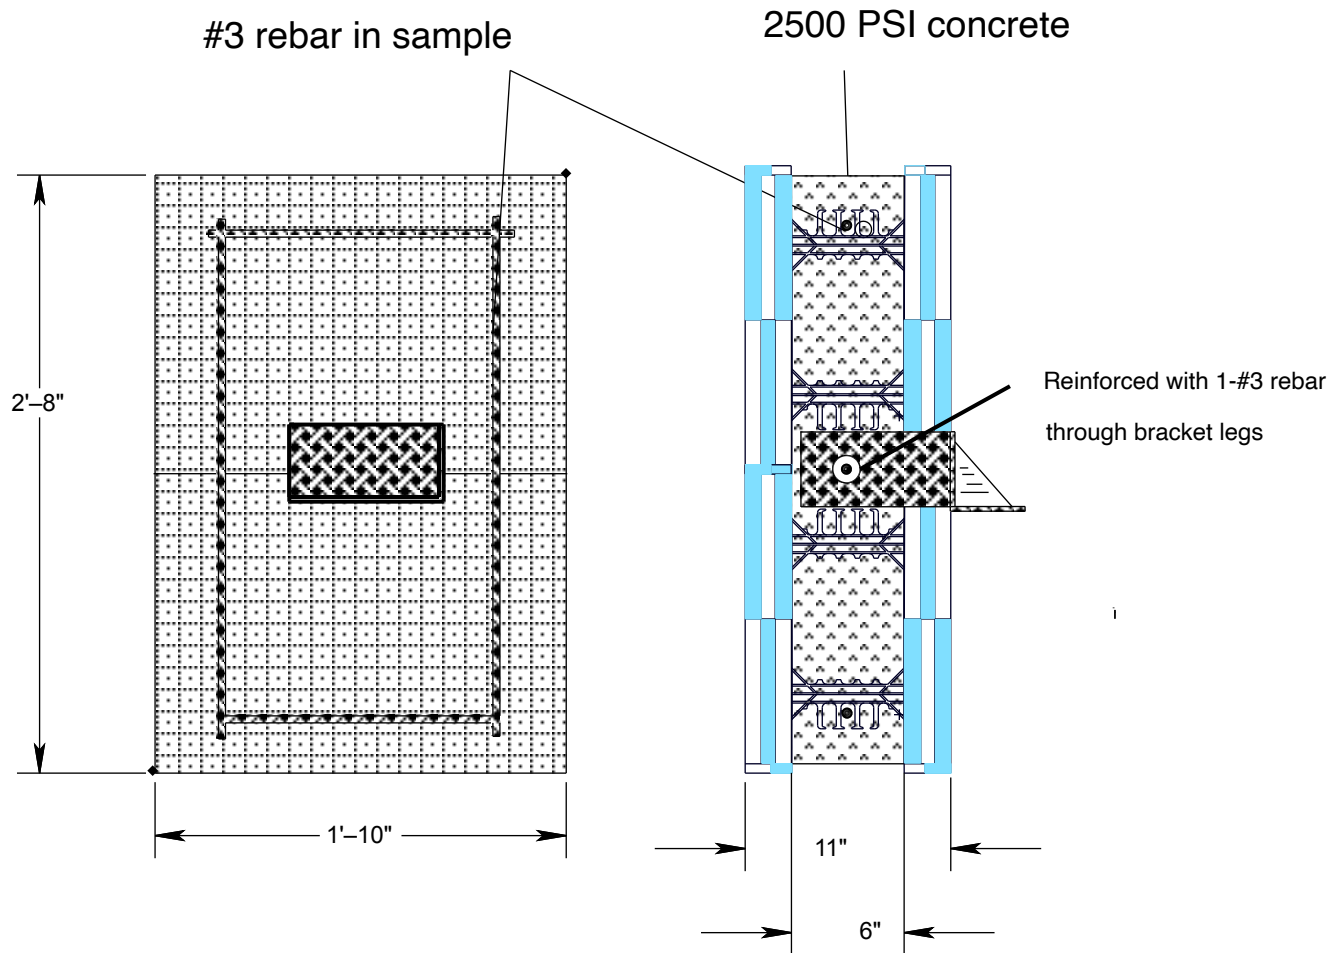 #3 rebar in sample
2500 PSI concrete
2'–8"
Reinforced with 1-#3 rebar
through bracket legs
i
1'–10"
11"
6"